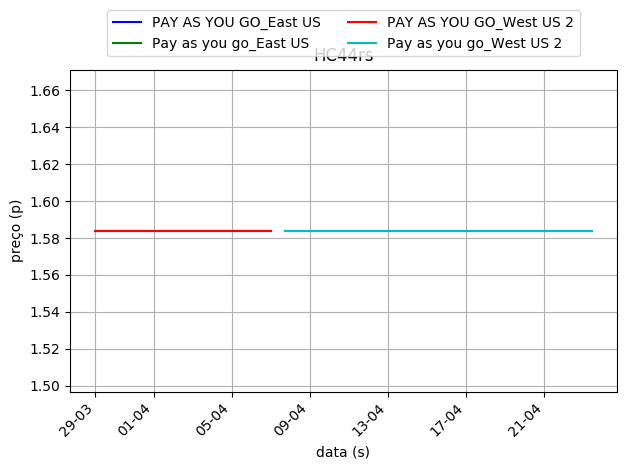 PAY AS YOU GO_East US
Pay as you go_East US
PAY AS YOU GO_West US 2
Pay as you go_West US 2
HC44rs
preço (p)
1.66
1.64
1.62
1.60
1.58
1.56
1.54
1.52
1.50
29-03
01-04
05-04
09-04
13-04
17-04
21-04
data (s)